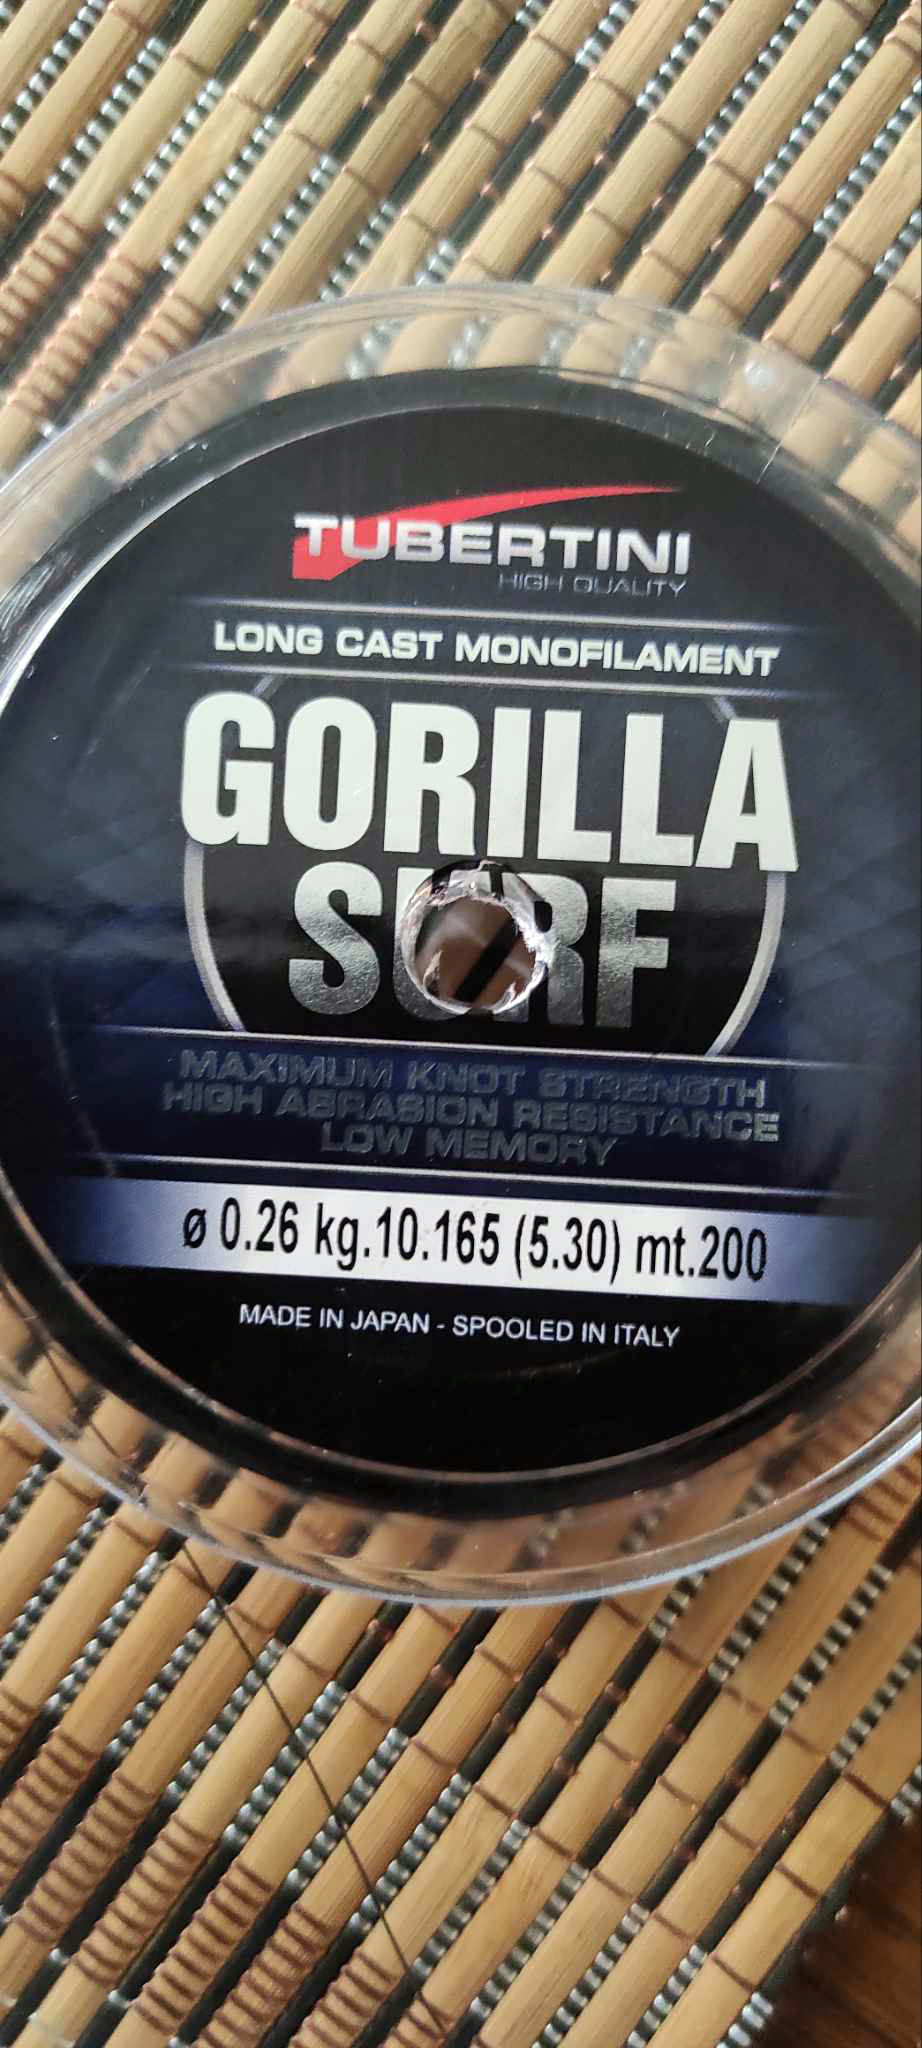 TUBERTINI
HIGH QUALITY
LONG CAST MONOFILAMENT
GORILLA
SURF
MAXIMUM KNOT STRENGTH
HIGH ABRASION RESISTANCE
LOW MEMORY
ø 0.26 kg.10.165 (5.30) mt.200
MADE IN JAPAN - SPOOLED IN ITALY